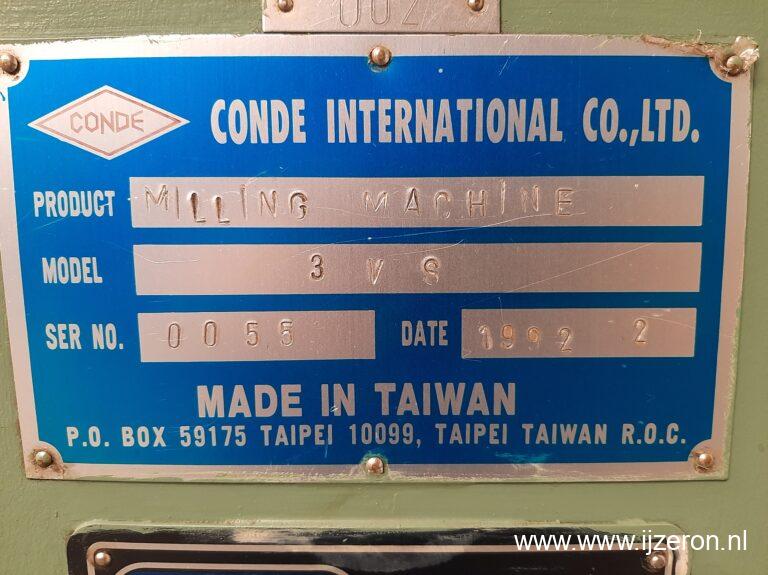 002
CONDE
CONDE INTERNATIONAL CO.,LTD.
PRODUCT MILLING MACHINE
MODEL 3 V S
SER NO. 0055 DATE 1992 2
MADE IN TAIWAN
P.O. BOX 59175 TAIPEI 10099, TAIPEI TAIWAN R.O.C.
www.www.ijzeron.nl